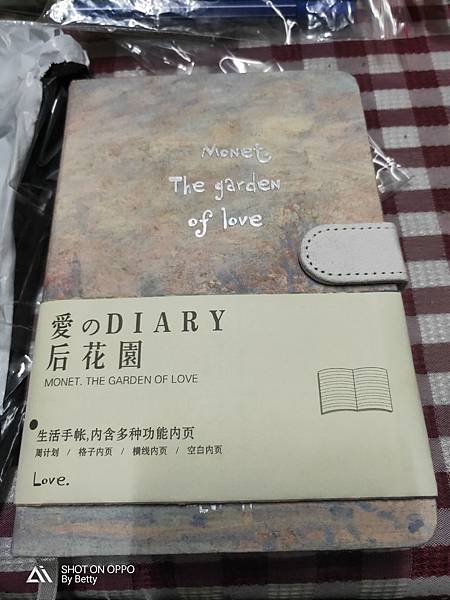 Monet
The garden
of love
愛のDIARY
后花園
MONET. THE GARDEN OF LOVE
生活手帐,内含多种功能内页
周计划 / 格子内页 / 横线内页 / 空白内页
Love.
SHOT ON OPPO
By Betty